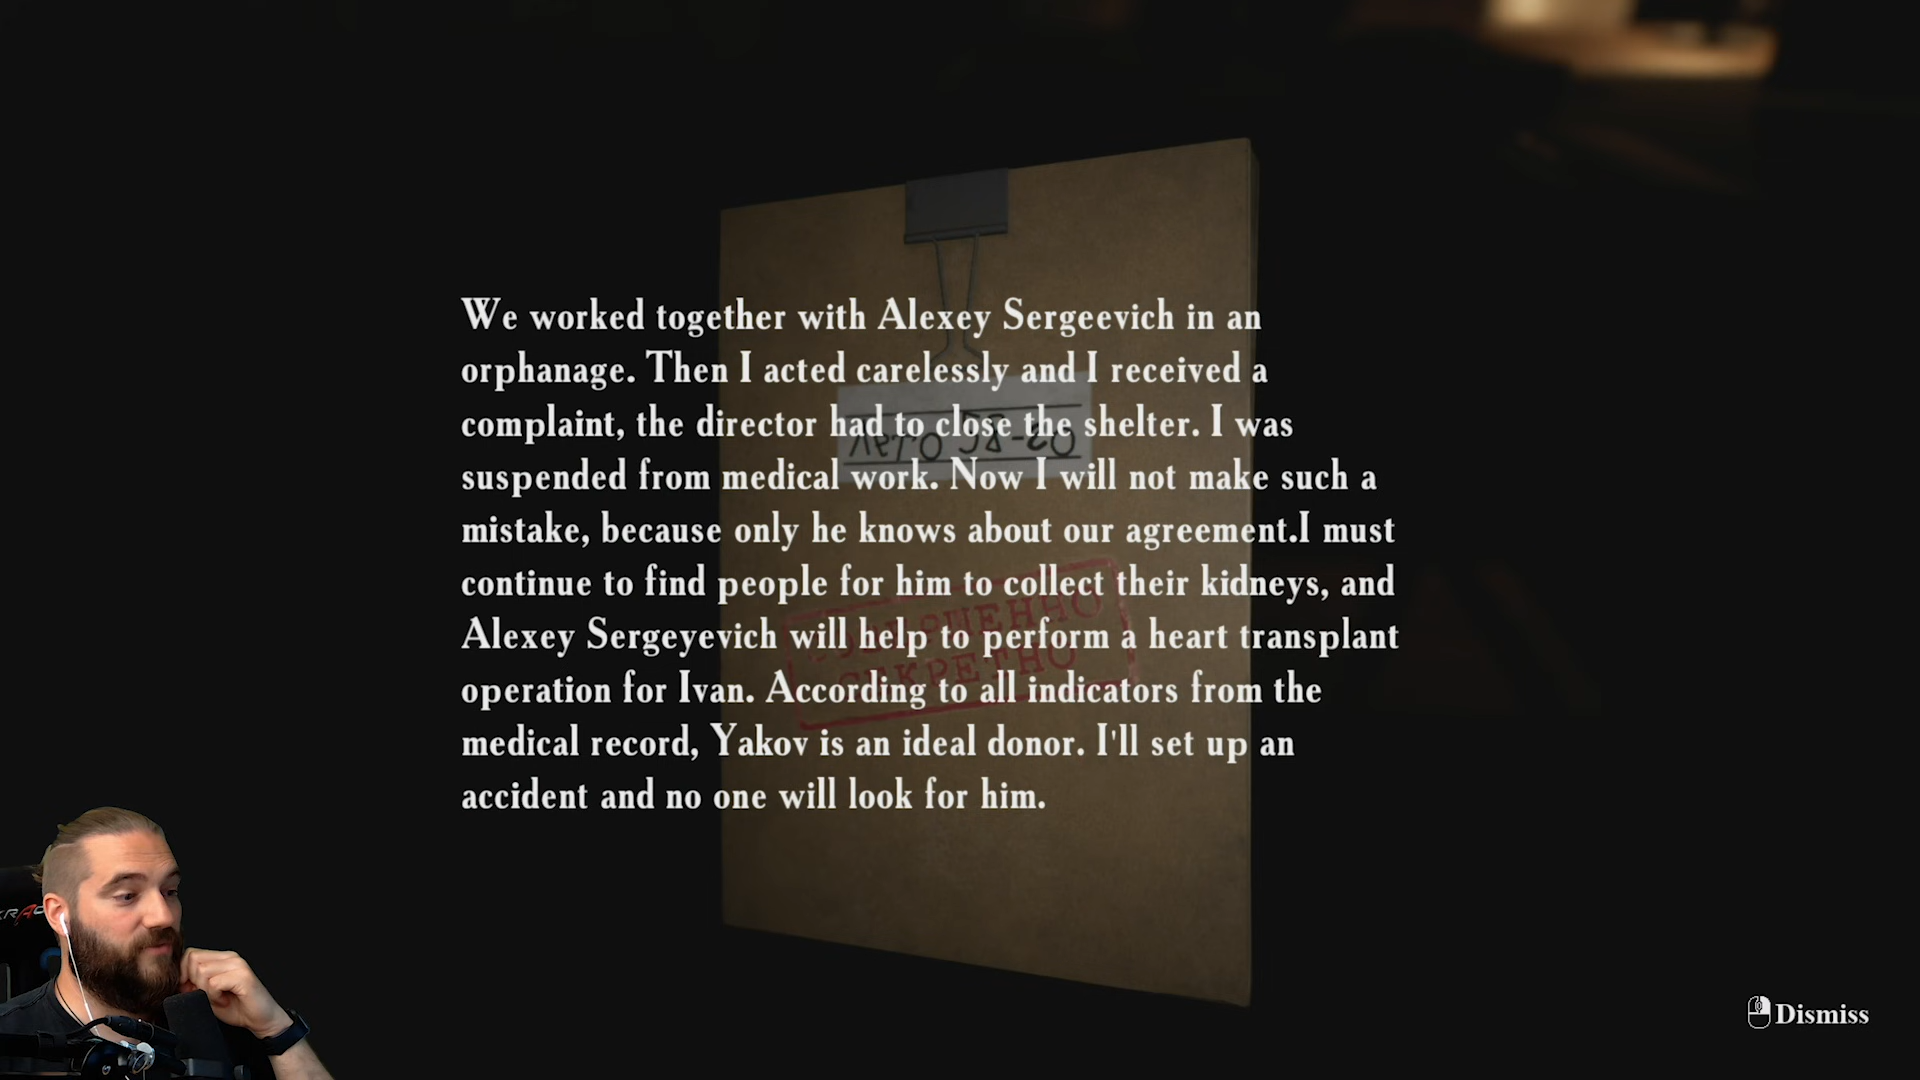 We worked together with Alexey Sergeevich in an
orphanage. Then I acted carelessly and I received a
complaint, the director had to close the shelter. I was
suspended from medical work. Now I will not make such a
mistake, because only he knows about our agreement.I must
continue to find people for him to collect their kidneys, and
Alexey Sergeyevich will help to perform a heart transplant
operation for Ivan. According to all indicators from the
medical record, Yakov is an ideal donor. I'll set up an
accident and no one will look for him.
Dismiss